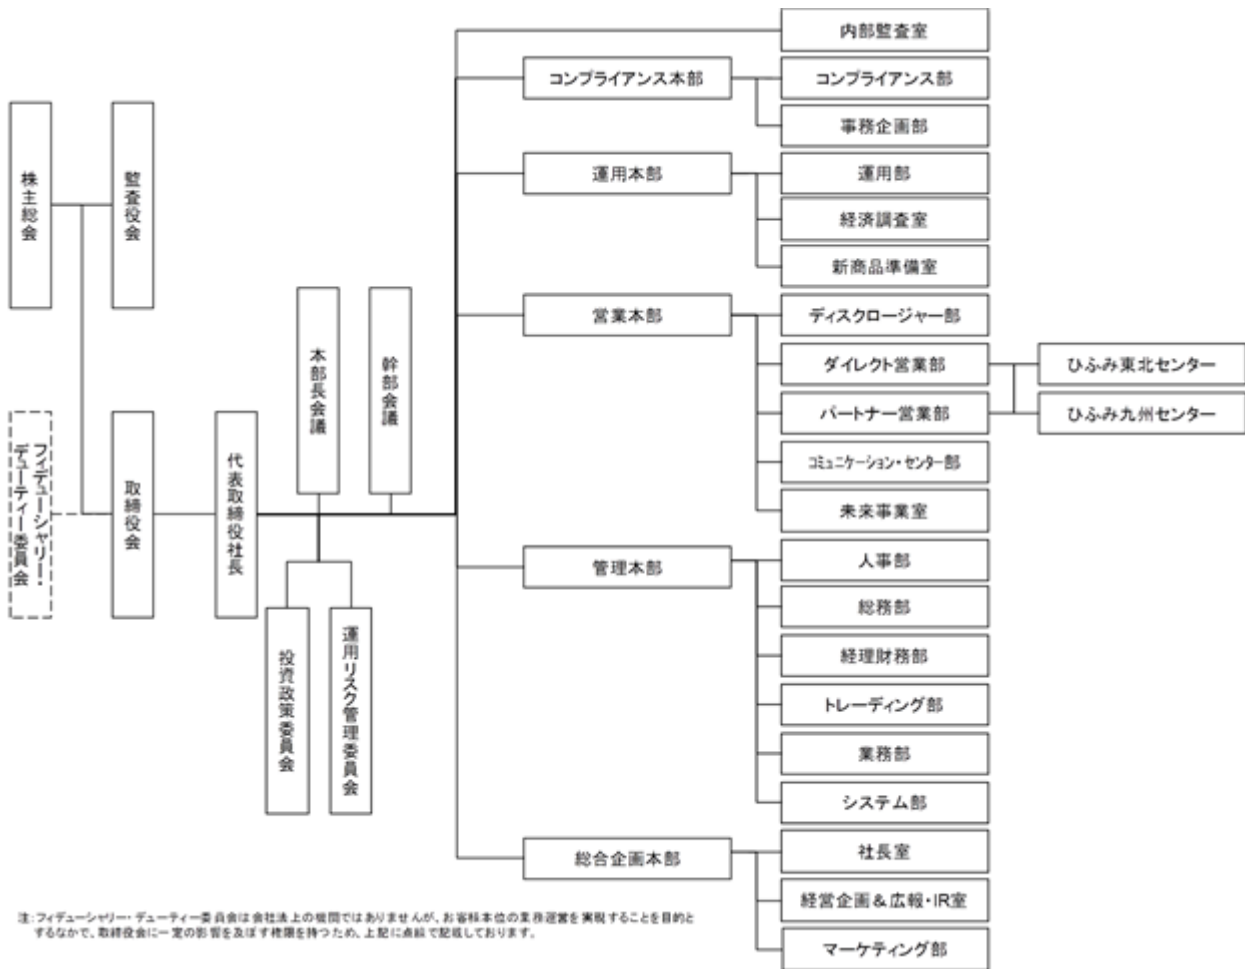 内部監査室
コンプライアンス本部
コンプライアンス部
事務企画部
株主総会
監査役会
運用本部
運用部
経済調査室
新商品準備室
本部長会議
幹部会議
営業本部
ディスクロージャー部
ダイレクト営業部
ひふみ東北センター
パートナー営業部
ひふみ九州センター
コミュニケーション・センター部
未来事業室
フィデューシャリー・
デューティー委員会
取締役会
代表取締役社長
管理本部
人事部
総務部
経理財務部
トレーディング部
業務部
システム部
投資政策委員会
運用リスク管理委員会
総合企画本部
社長室
経営企画&広報・IR室
マーケティング部
注:フィデューシャリー・デューティー委員会は会社法上の機関ではありませんが、お客様本位の業務運営を実現することを目的と
するなかで、取締役会に一定の影響を及ぼす権限を持つため、上記に点線で記載しております。